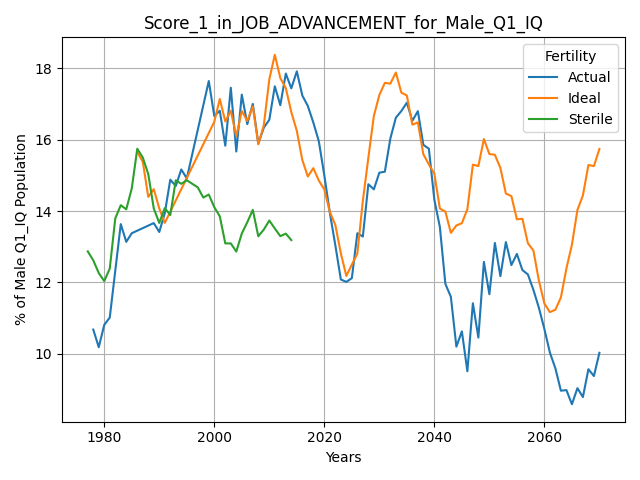 Score_1_in_JOB_ADVANCEMENT_for_Male_Q1_IQ
Fertility
Actual
Ideal
Sterile
% of Male Q1_IQ Population
18
16
14
12
10
1980
2000
2020
2040
2060
Years